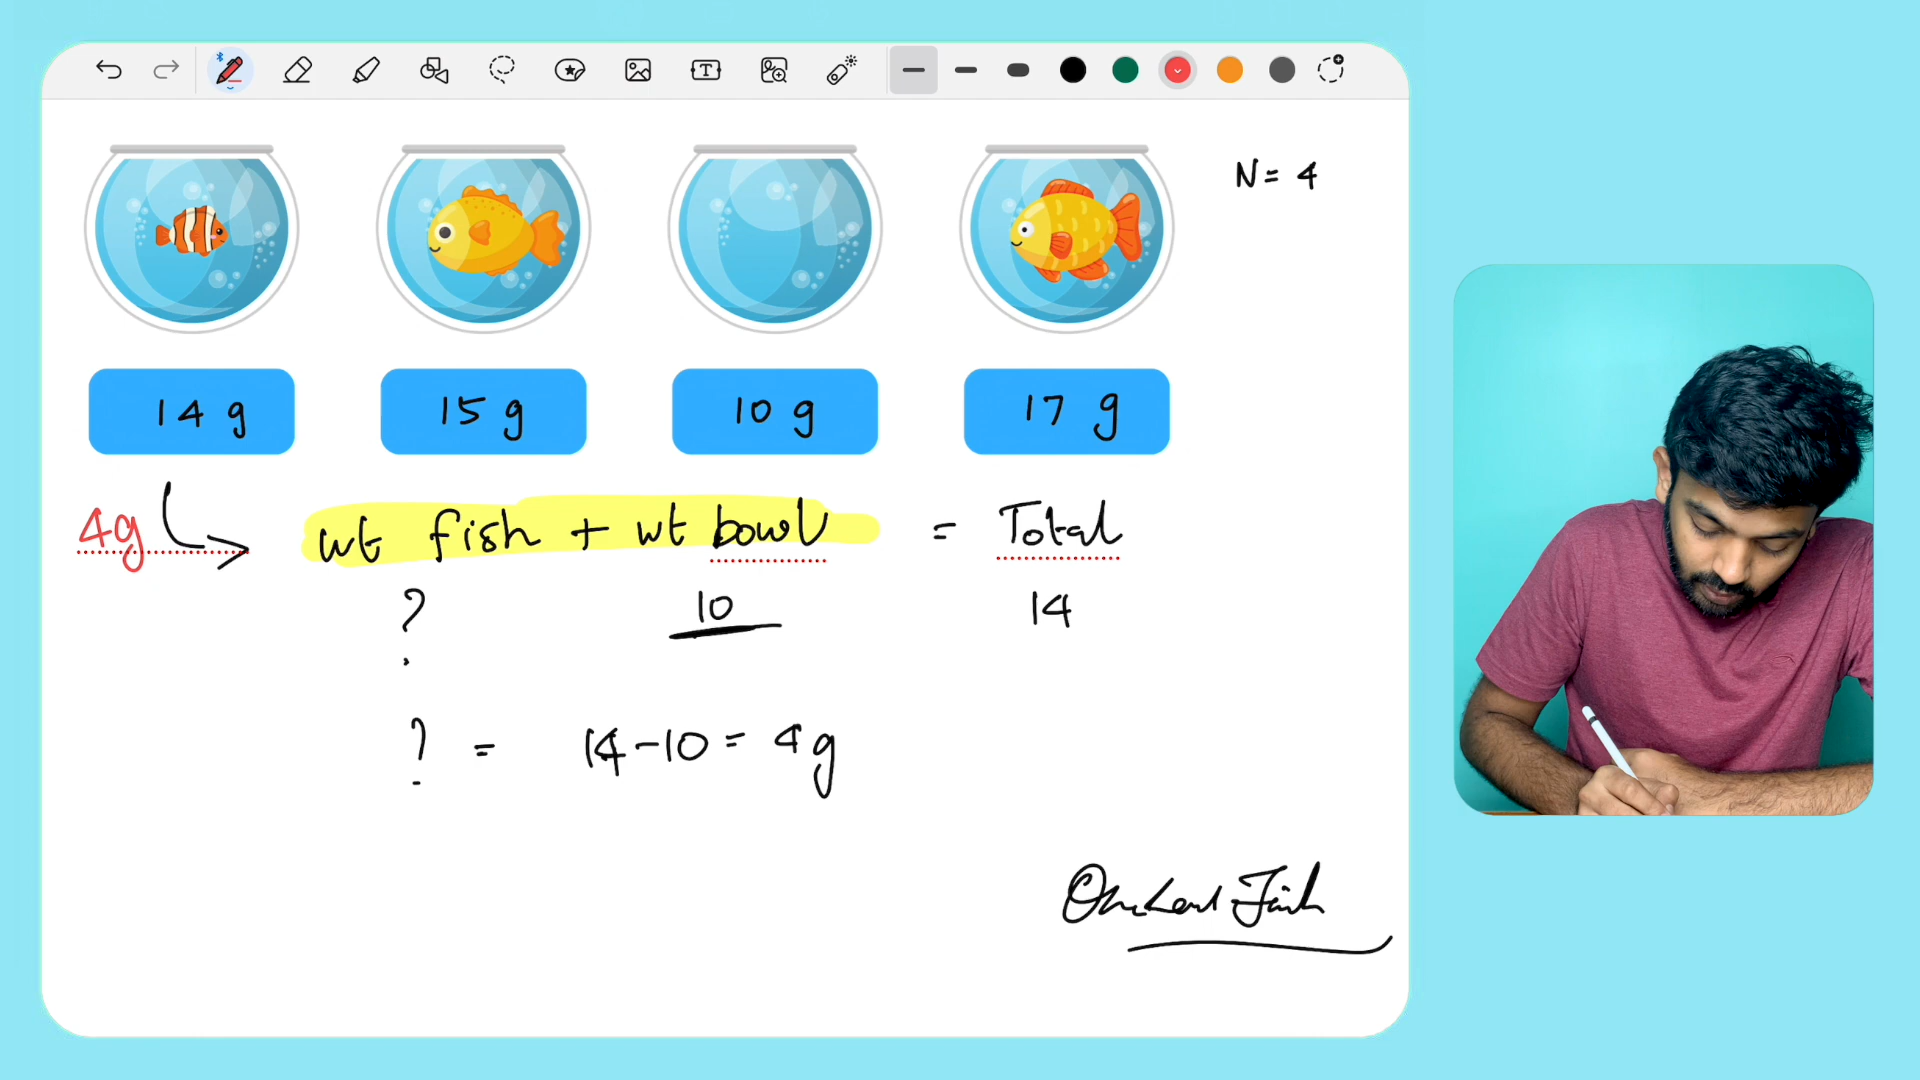 N = 4
14 g
15 g
10 g
17 g
4g
wt fish + wt bowl = Total
? 10 14
? = 14-10 = 4g